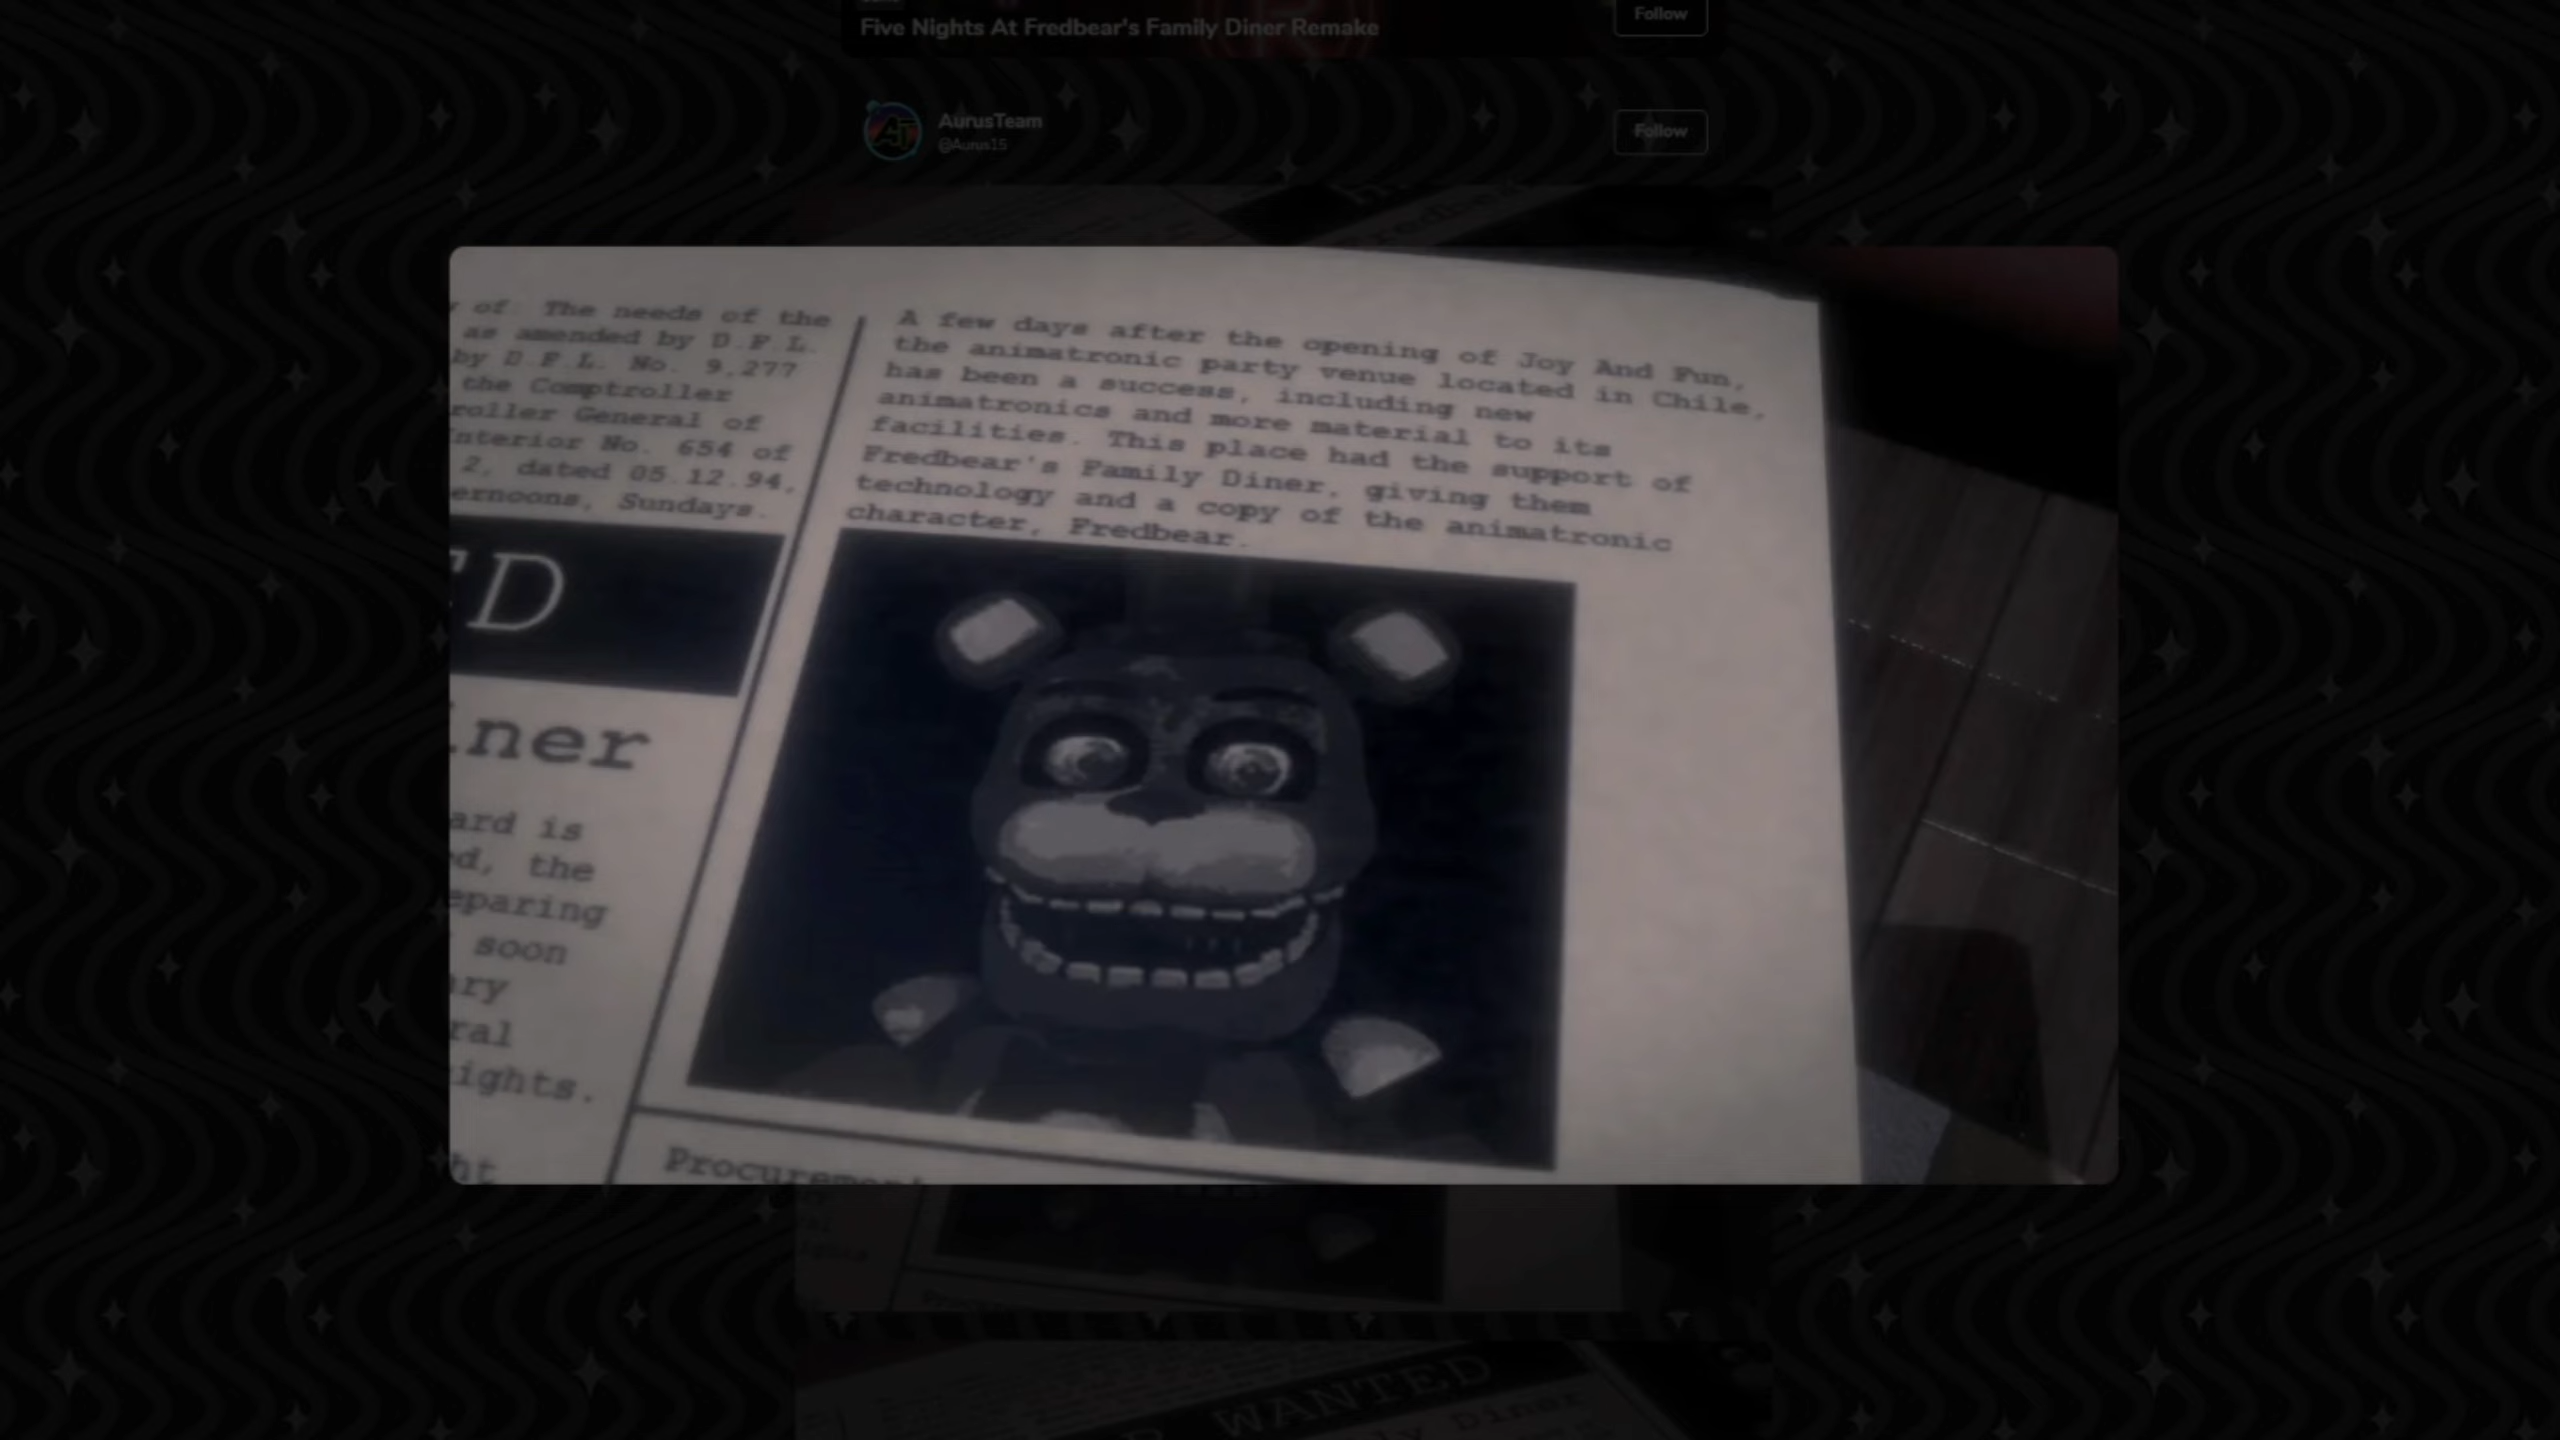 Five Nights At Fredbear's Family Diner Remake
Follow
AurusTeam
@Aurus15
Follow
of: The needs of the
as amended by D.F.L.
by D.F.L. No. 9,277
the Comptroller
roller General of
Interior No. 654 of
2, dated 05.12.94,
ernoons, Sundays.
ED
iner
ard is
d, the
eparing
soon
ary
ral
ights.
ht
A few days after the opening of Joy And Fun,
the animatronic party venue located in Chile,
has been a success, including new
animatronics and more material to its
facilities. This place had the support of
Fredbear's Family Diner, giving them
technology and a copy of the animatronic
character, Fredbear.
Procurement
WANTED
ly Diner